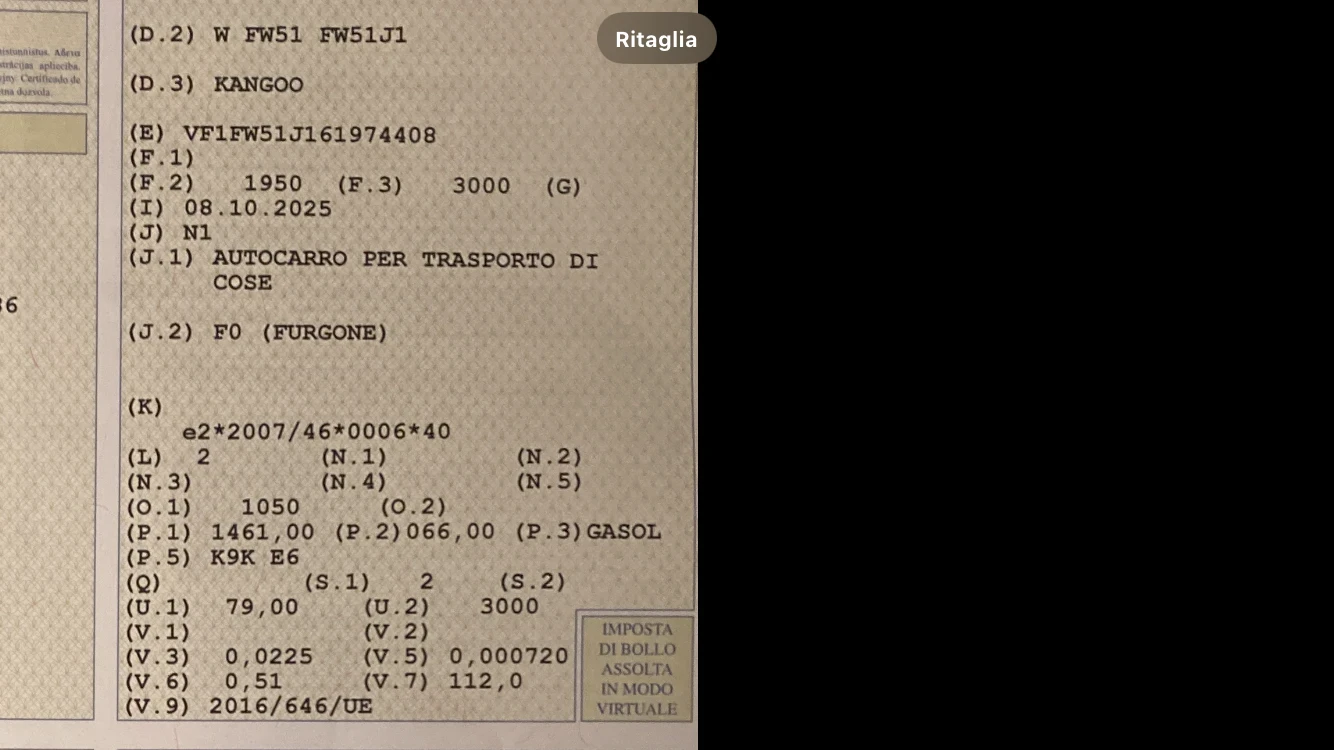 Ritaglia
(D.2) W FW51 FW51J1
(D.3) KANGOO
(E) VF1FW51J161974408
(F.1)
(F.2) 1950 (F.3) 3000 (G)
(I) 08.10.2025
(J) N1
(J.1) AUTOCARRO PER TRASPORTO DI
COSE
(J.2) F0 (FURGONE)
(K)
e2*2007/46*0006*40
(L) 2 (N.1) (N.2)
(N.3) (N.4) (N.5)
(O.1) 1050 (O.2)
(P.1) 1461,00 (P.2)066,00 (P.3)GASOL
(P.5) K9K E6
(Q) (S.1) 2 (S.2)
(U.1) 79,00 (U.2) 3000
(V.1) (V.2)
(V.3) 0,0225 (V.5) 0,000720
(V.6) 0,51 (V.7) 112,0
(V.9) 2016/646/UE
IMPOSTA
DI BOLLO
ASSOLTA
IN MODO
VIRTUALE